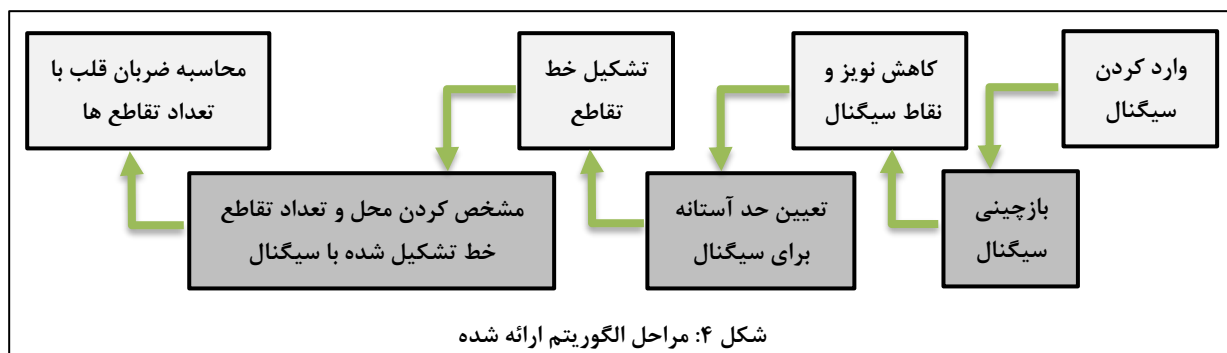 وارد کردن
سیگنال
بازچینی
سیگنال
کاهش نویز و
نقاط سیگنال
تعیین حد آستانه
برای سیگنال
تشکیل خط
تقاطع
مشخص کردن محل و تعداد تقاطع
خط تشکیل شده با سیگنال
محاسبه ضربان قلب با
تعداد تقاطع ها
شکل ۴: مراحل الگوریتم ارائه شده